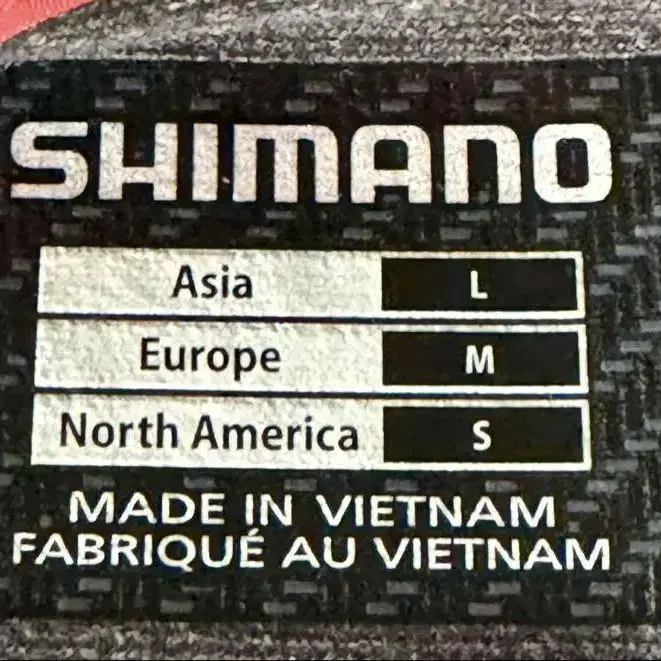 SHIMANO
Asia L
Europe M
North America S
MADE IN VIETNAM
FABRIQUÉ AU VIETNAM